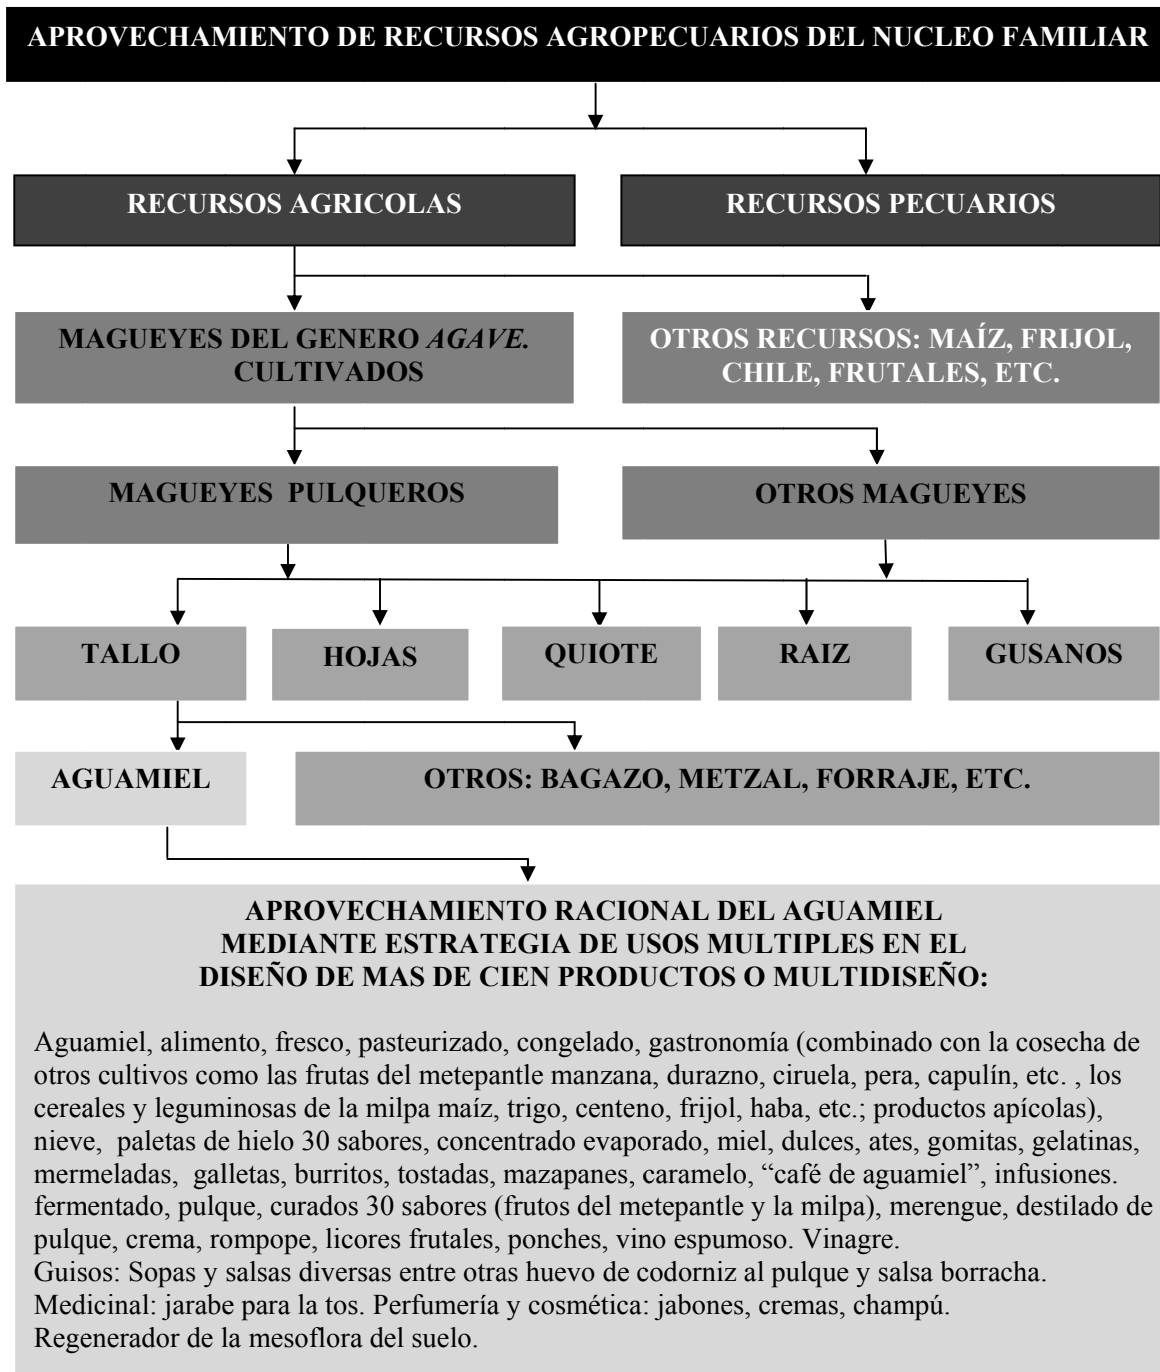 APROVECHAMIENTO DE RECURSOS AGROPECUARIOS DEL NUCLEO FAMILIAR
RECURSOS AGRICOLAS
RECURSOS PECUARIOS
MAGUEYES DEL GENERO AGAVE.
CULTIVADOS
OTROS RECURSOS: MAÍZ, FRIJOL,
CHILE, FRUTALES, ETC.
MAGUEYES PULQUEROS
OTROS MAGUEYES
TALLO
HOJAS
QUIOTE
RAIZ
GUSANOS
AGUAMIEL
OTROS: BAGAZO, METZAL, FORRAJE, ETC.
APROVECHAMIENTO RACIONAL DEL AGUAMIEL
MEDIANTE ESTRATEGIA DE USOS MULTIPLES EN EL
DISEÑO DE MAS DE CIEN PRODUCTOS O MULTIDISEÑO:
Aguamiel, alimento, fresco, pasteurizado, congelado, gastronomía (combinado con la cosecha de
otros cultivos como las frutas del metepantle manzana, durazno, ciruela, pera, capulín, etc. , los
cereales y leguminosas de la milpa maíz, trigo, centeno, frijol, haba, etc.; productos apícolas),
nieve, paletas de hielo 30 sabores, concentrado evaporado, miel, dulces, ates, gomitas, gelatinas,
mermeladas, galletas, burritos, tostadas, mazapanes, caramelo, “café de aguamiel”, infusiones.
fermentado, pulque, curados 30 sabores (frutos del metepantle y la milpa), merengue, destilado de
pulque, crema, rompope, licores frutales, ponches, vino espumoso. Vinagre.
Guisos: Sopas y salsas diversas entre otras huevo de codorniz al pulque y salsa borracha.
Medicinal: jarabe para la tos. Perfumería y cosmética: jabones, cremas, champú.
Regenerador de la mesoflora del suelo.